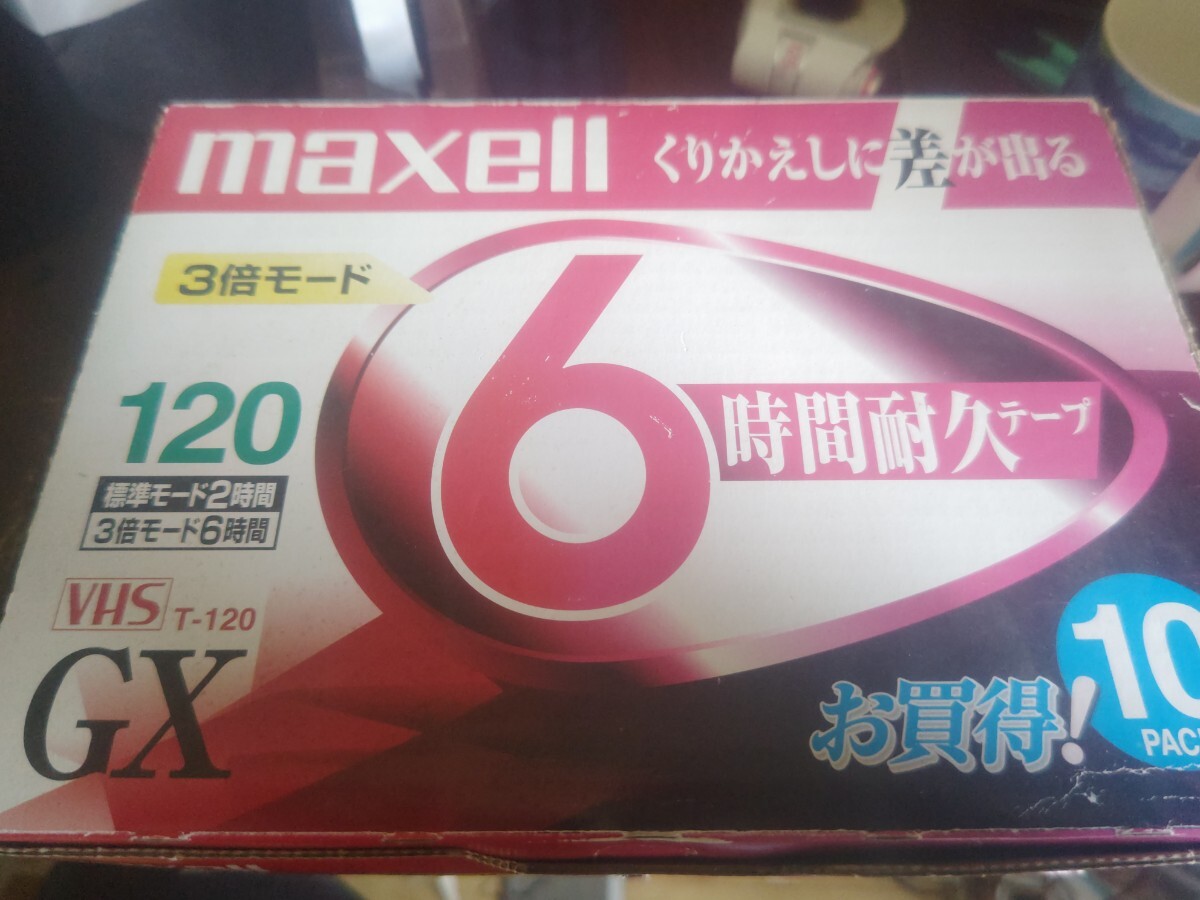 maxell くりかえしに差が出る
3倍モード
6時間耐久テープ
120
標準モード2時間
3倍モード6時間
VHS T-120
GX
お買得!
10
PACK